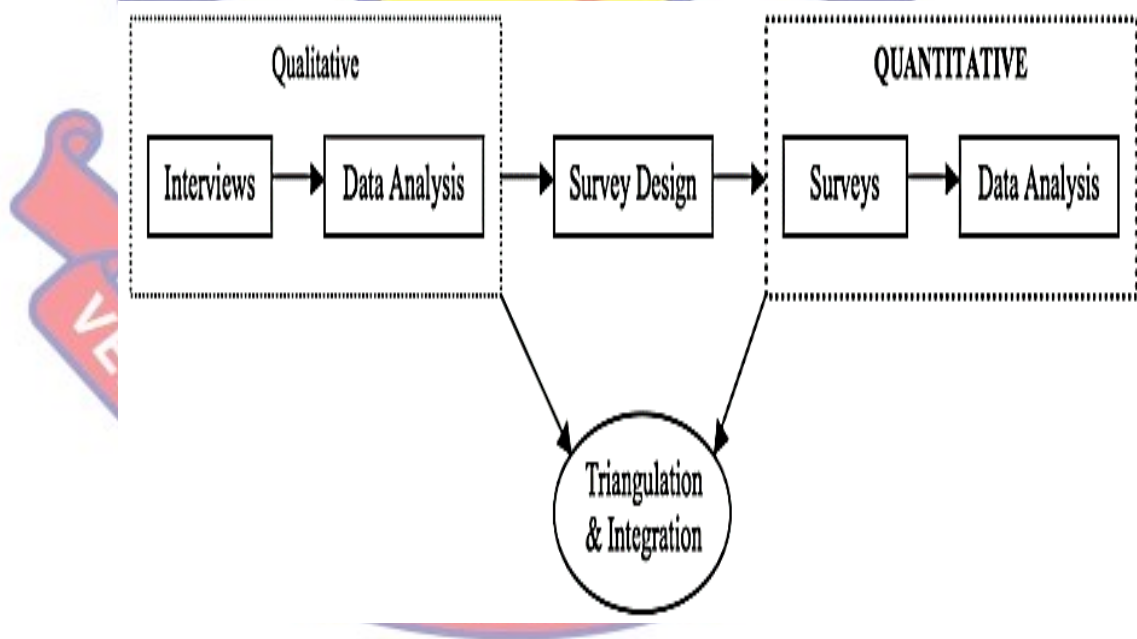 Qualitative
QUANTITATIVE
Interviews
Data Analysis
Survey Design
Surveys
Data Analysis
Triangulation
& Integration